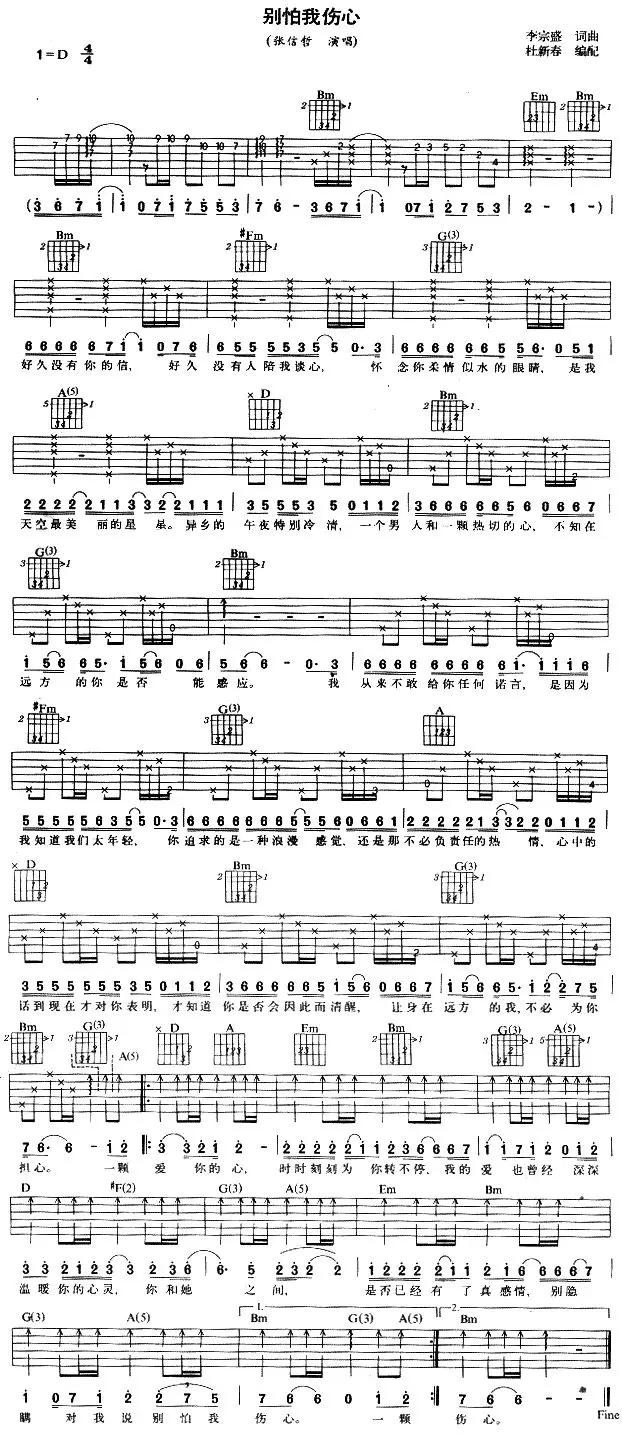 别怕我伤心
(张信哲 演唱)
李宗盛 词曲
杜新春 编配
1=D 4/4
Bm Em Bm
(3 6 7 1 | 1 0 7 1 7 5 5 3 | 7 6 - 3 6 7 1 | 1 0 7 1 2 7 5 3 | 2 - 1 - )
Bm #Fm G(3)
6 6 6 6 6 7 1 1 0 7 6 | 6 5 5 5 5 3 5 5 0·3 | 6 6 6 6 6 6 6 5 5 6· 0 5 1
好久没有你的信， 好久 没有人陪我谈心， 怀 念你柔情似水的眼睛， 是我
A(5) D Bm
2 2 2 2 2 1 1 3 3 2 2 1 1 1 | 3 5 5 5 3 5 0 1 1 2 | 3 6 6 6 6 6 5 6 0 6 6 7
天空最美 丽的星 星。异乡的 午夜特别冷清， 一个男 人和一颗热切的心， 不知在
G(3) Bm
1 5 6 6 5· 1 5 6 0 6 | 5 6 6 - 0·3 | 6 6 6 6 6 6 6 6 6 1· 1 1 1 6
远方 的你是否 能 感应。 我 从来不敢给你任何 诺言， 是因为
#Fm G(3) A
5 5 5 5 5 6 3 5 5 0·3 | 6 6 6 6 6 6 6 5 5 0 6 6 1 | 2 2 2 2 2 2 1 3 3 2 2 0 1 1 2
我知道我们太年轻， 你 追求的是一种浪漫 感觉，还是那 不必负责任的热 情，心中的
D Bm G(3)
3 5 5 5 5 5 5 3 5 0 1 1 2 | 3 6 6 6 6 5 1 5 6 0 6 6 7 | 1 5 6 6 5· 1 2 2 7 5
话到现在才对你表明， 才知道 你是否会因此而清醒， 让身在 远方 的我，不必 为你
Bm G(3) A(5) D A Em Bm G(3) A(5)
7 6· 6 - 1 2 ‖: 3 3 2 1 2 - | 2 2 2 2 2 1 1 2 3 6 6 6 7 | 1 1 7 1 2 0 1 2
担心。 一颗 爱 你的心， 时时刻刻为 你转不停，我的 爱 也曾经 深深
D #F(2) G(3) A(5) Em Bm
3 3 2 1 2 3 3 2 3 6 | 6· 5 2 3 2 2 | 1 2 2 2 2 1 1 2 1 6 6 6 6 7
温暖你的心灵， 你和她 之间， 是否已经有 了真感情，别隐
G(3) A(5) 1. Bm G(3) A(5) 2. Bm
1 0 7 1 2 2 1 7 5 | 7 6 6 0 1 2 :‖ 7 6 6 - - ‖
瞒 对我说别怕我 伤心。 一颗 伤心。 Fine